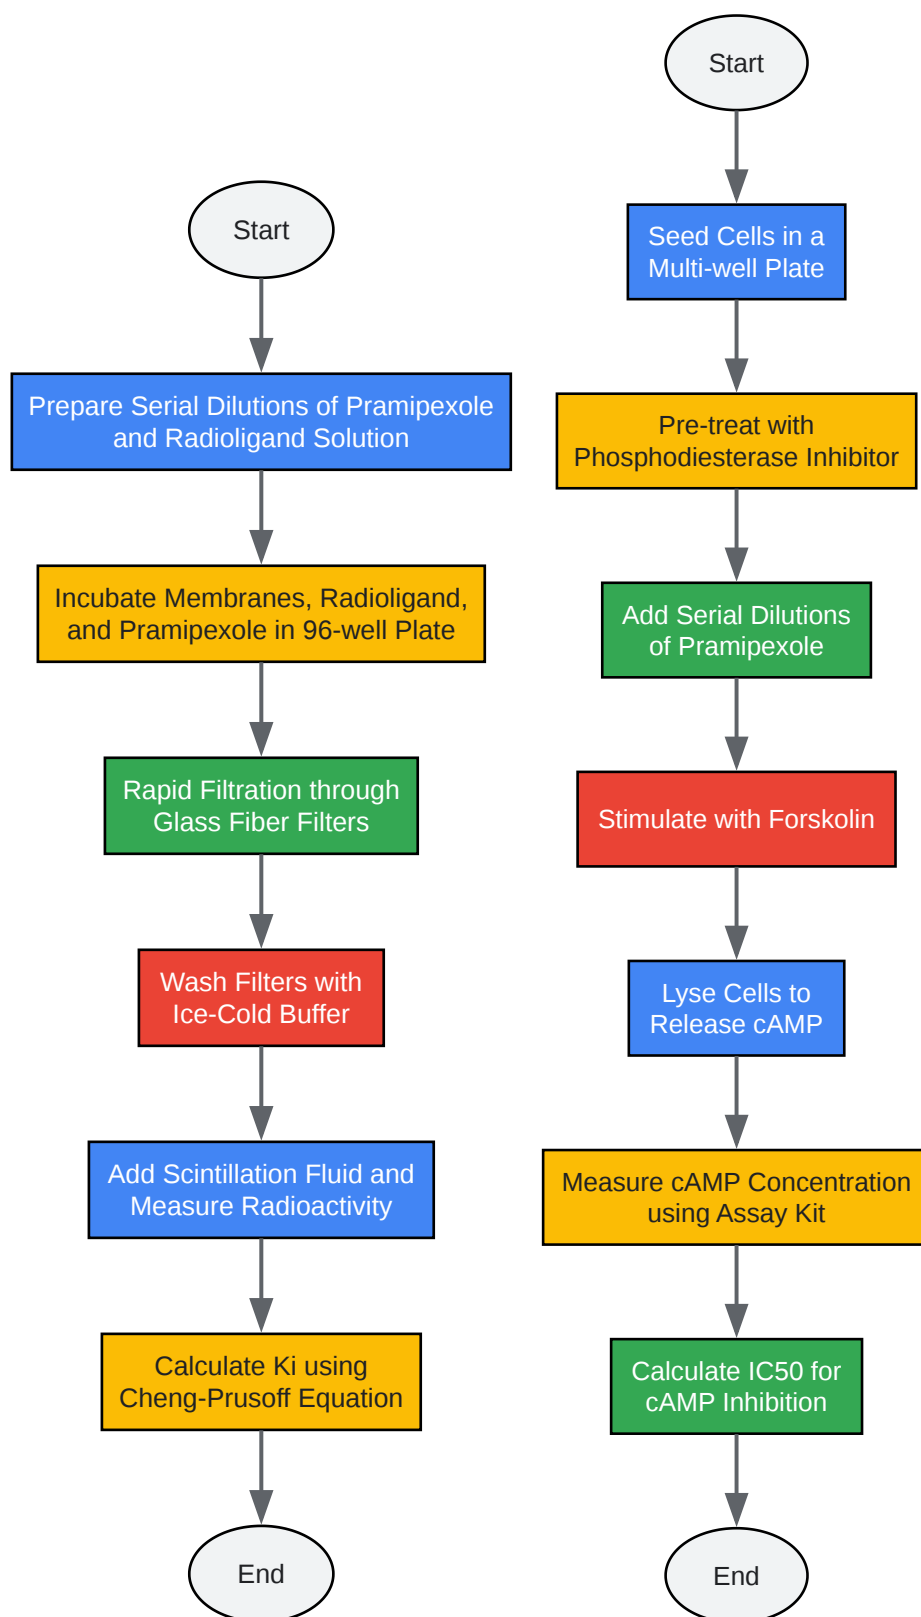 Start
Prepare Serial Dilutions of Pramipexole
and Radioligand Solution
Incubate Membranes, Radioligand,
and Pramipexole in 96-well Plate
Rapid Filtration through
Glass Fiber Filters
Wash Filters with
Ice-Cold Buffer
Add Scintillation Fluid and
Measure Radioactivity
Calculate Ki using
Cheng-Prusoff Equation
End
Start
Seed Cells in a
Multi-well Plate
Pre-treat with
Phosphodiesterase Inhibitor
Add Serial Dilutions
of Pramipexole
Stimulate with Forskolin
Lyse Cells to
Release cAMP
Measure cAMP Concentration
using Assay Kit
Calculate IC50 for
cAMP Inhibition
End